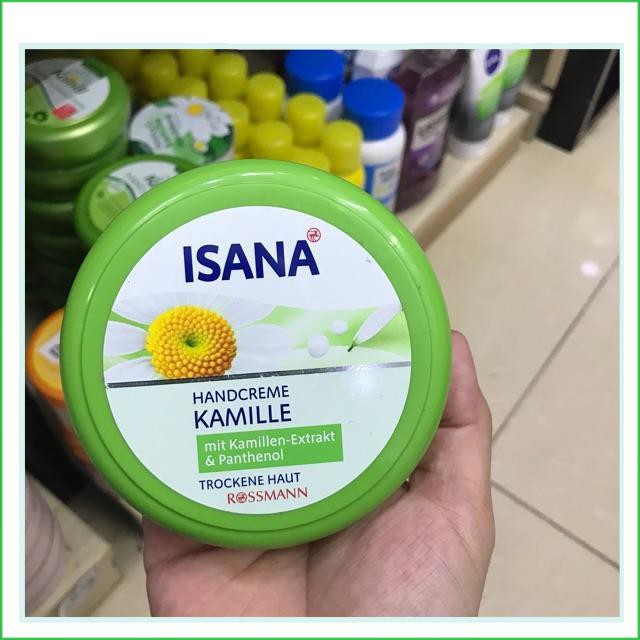 ISANA
HANDCREME
KAMILLE
mit Kamillen-Extrakt
& Panthenol
TROCKENE HAUT
ROSSMANN